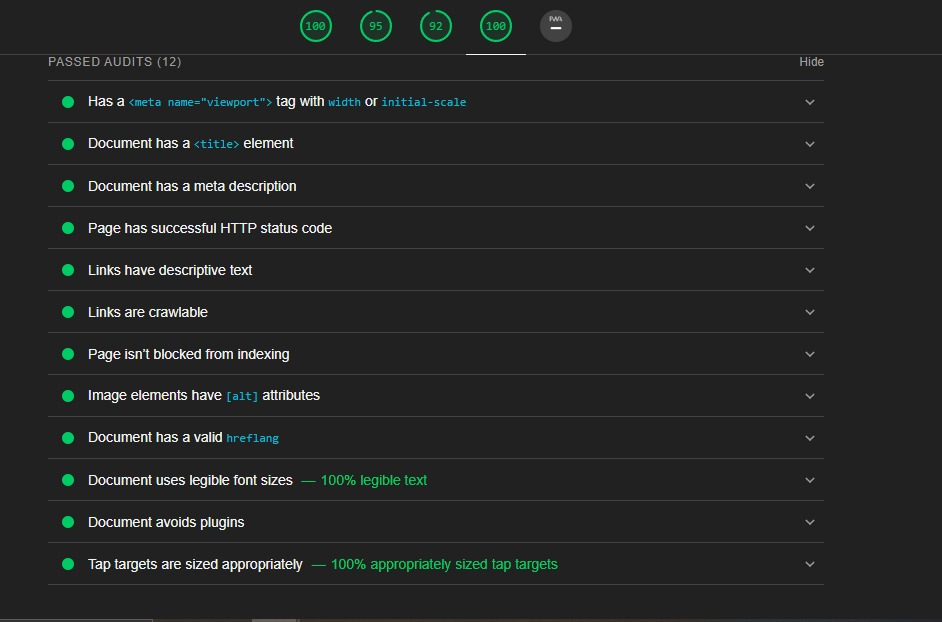 100 95 92 100 PWA
PASSED AUDITS (12) Hide
Has a <meta name="viewport"> tag with width or initial-scale
Document has a <title> element
Document has a meta description
Page has successful HTTP status code
Links have descriptive text
Links are crawlable
Page isn't blocked from indexing
Image elements have [alt] attributes
Document has a valid hreflang
Document uses legible font sizes — 100% legible text
Document avoids plugins
Tap targets are sized appropriately — 100% appropriately sized tap targets